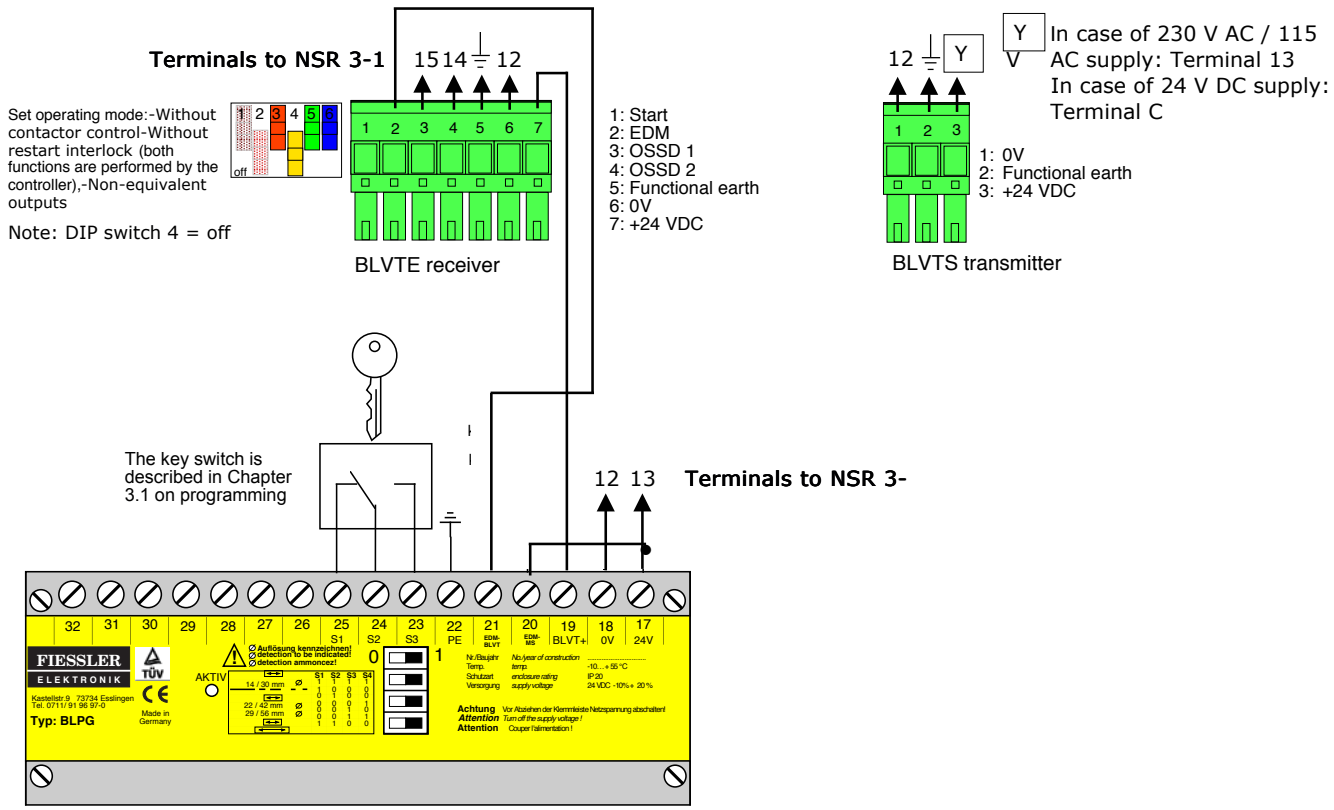 Terminals to NSR 3-1
15 14 12
Set operating mode:-Without
contactor control-Without
restart interlock (both
functions are performed by the
controller),-Non-equivalent
outputs
Note: DIP switch 4 = off
1 2 3 4 5 6
off
1 2 3 4 5 6 7
1: Start
2: EDM
3: OSSD 1
4: OSSD 2
5: Functional earth
6: 0V
7: +24 VDC
BLVTE receiver
12 Y
1 2 3
1: 0V
2: Functional earth
3: +24 VDC
BLVTS transmitter
Y In case of 230 V AC / 115
V AC supply: Terminal 13
In case of 24 V DC supply:
Terminal C
The key switch is
described in Chapter
3.1 on programming
12 13 Terminals to NSR 3-
32 31 30 29 28 27 26 25 24 23 22 21 20 19 18 17
S1 S2 S3 PE EDM-BLVT EDM-MS BLVT+ 0V 24V
FIESSLER
ELEKTRONIK
TÜV
CE
Kastellstr.9 73734 Esslingen
Tel. 0711/ 91 96 97-0
Made in
Germany
Typ: BLPG
AKTIV
Ø Auflösung kennzeichnen!
Ø detection to be indicated!
Ø detection ammoncez!
S1 S2 S3 S4
14 / 30 mm Ø
22 / 42 mm Ø
29 / 56 mm Ø
0 1
Nr./Baujahr No./year of construction
Temp. temp. -10...+ 55 °C
Schutzart enclosure rating IP 20
Versorgung supply voltage 24 VDC -10%+ 20 %
Achtung Vor Abziehen der Klemmleiste Netzspannung abschalten!
Attention Turn off the supply voltage !
Attention Couper l'alimentation !